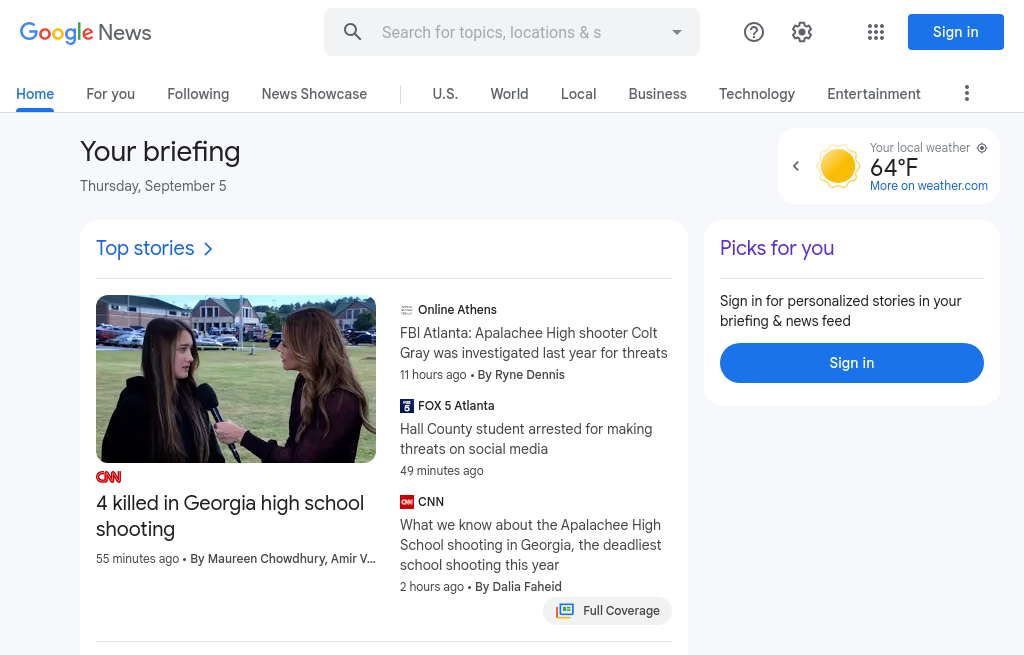 Google News
Search for topics, locations & s
Sign in
Home
For you
Following
News Showcase
U.S.
World
Local
Business
Technology
Entertainment
Your briefing
Thursday, September 5
Your local weather
64°F
More on weather.com
Top stories
CNN
4 killed in Georgia high school
shooting
55 minutes ago • By Maureen Chowdhury, Amir V...
Online Athens
FBI Atlanta: Apalachee High shooter Colt
Gray was investigated last year for threats
11 hours ago • By Ryne Dennis
FOX 5 Atlanta
Hall County student arrested for making
threats on social media
49 minutes ago
CNN
What we know about the Apalachee High
School shooting in Georgia, the deadliest
school shooting this year
2 hours ago • By Dalia Faheid
Full Coverage
Picks for you
Sign in for personalized stories in your
briefing & news feed
Sign in